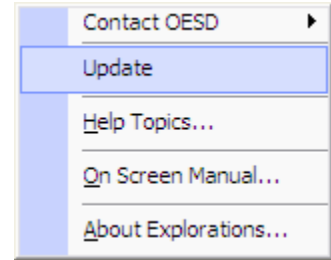 Contact OESD
Update
Help Topics...
On Screen Manual...
About Explorations...